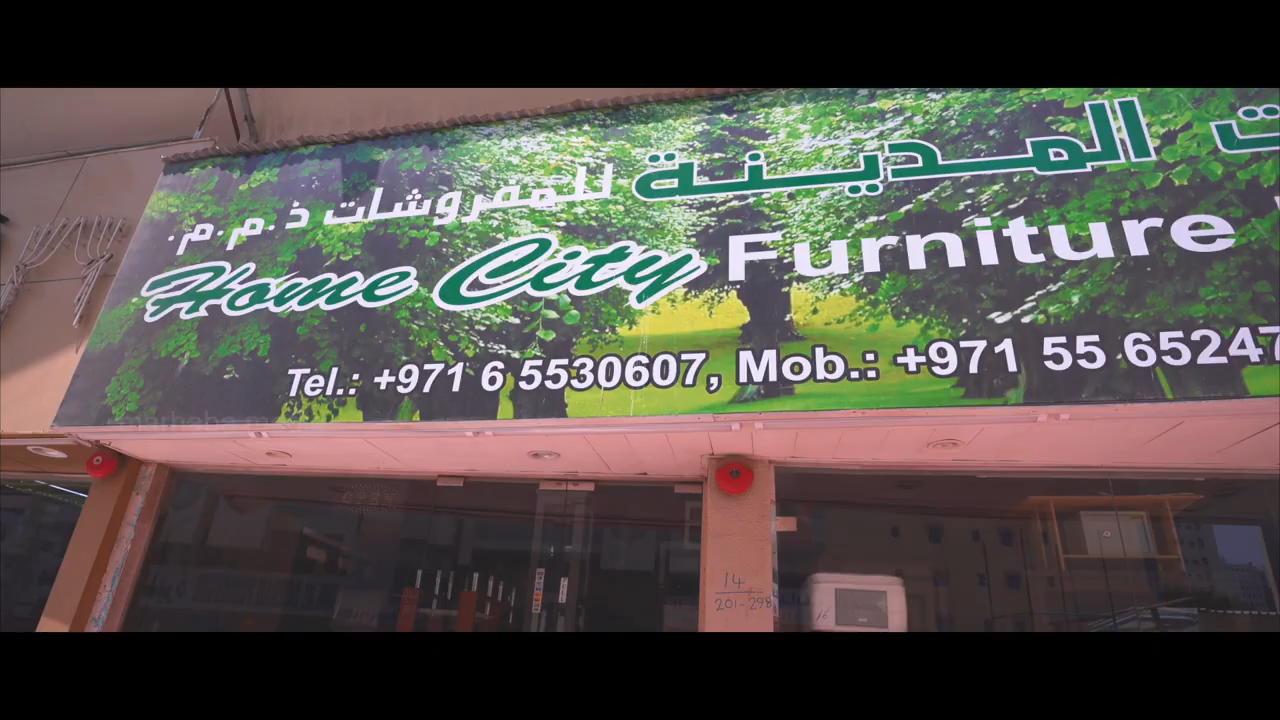 المدينة للمفروشات ذ.م.م.
Home City Furniture
Tel.: +971 6 5530607, Mob.: +971 55 65247
14
201-298